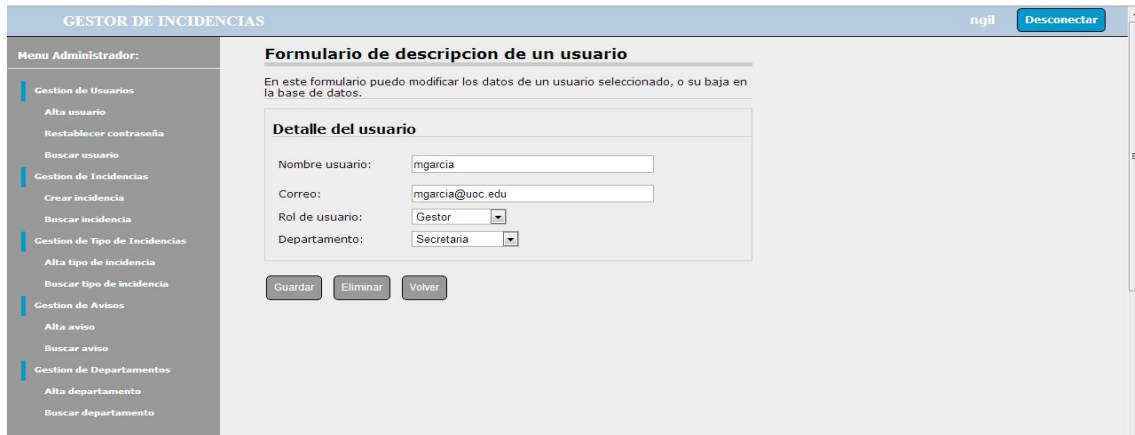 GESTOR DE INCIDENCIAS
ngil
Desconectar
Menu Administrador:
Gestion de Usuarios
Alta usuario
Restablecer contraseña
Buscar usuario
Gestion de Incidencias
Crear incidencia
Buscar incidencia
Gestion de Tipo de Incidencias
Alta tipo de incidencia
Buscar tipo de incidencia
Gestion de Avisos
Alta aviso
Buscar aviso
Gestion de Departamentos
Alta departamento
Buscar departamento
Formulario de descripcion de un usuario
En este formulario puedo modificar los datos de un usuario seleccionado, o su baja en
la base de datos.
Detalle del usuario
Nombre usuario: mgarcia
Correo: mgarcia@uoc.edu
Rol de usuario: Gestor
Departamento: Secretaria
Guardar Eliminar Volver